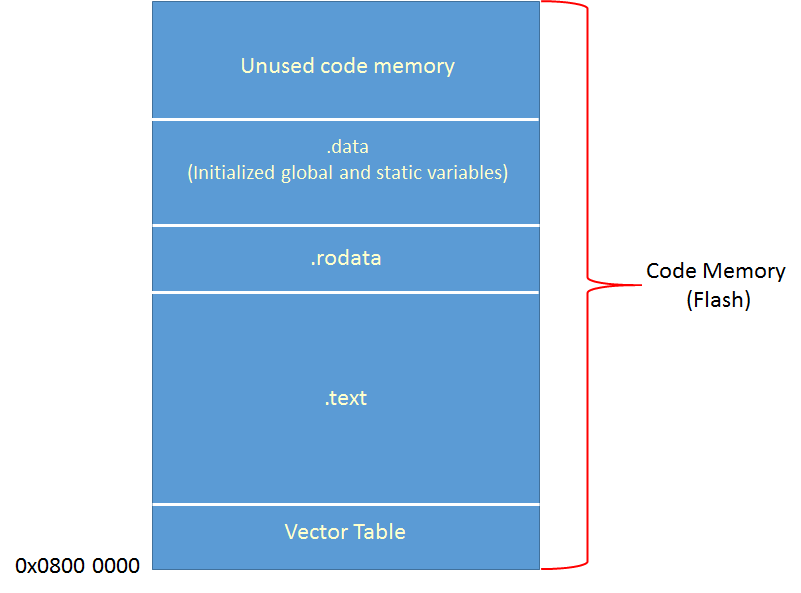 Unused code memory
.data
(Initialized global and static variables)
.rodata
.text
Vector Table
0x0800 0000
Code Memory
(Flash)